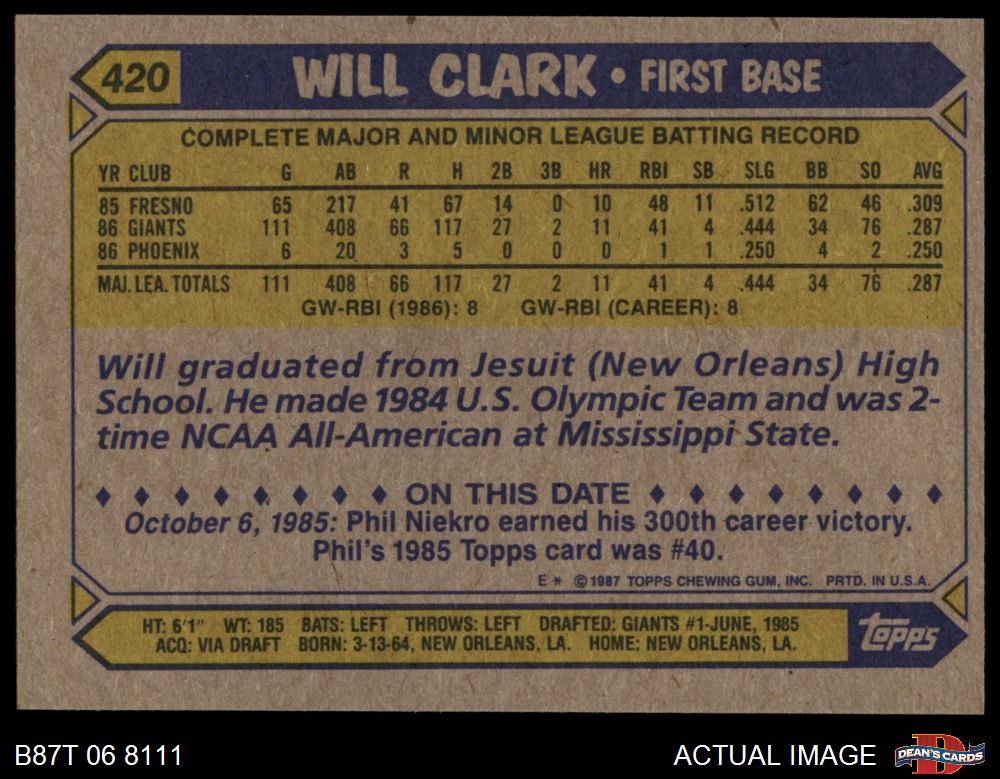 420 WILL CLARK • FIRST BASE
COMPLETE MAJOR AND MINOR LEAGUE BATTING RECORD
YR CLUB G AB R H 2B 3B HR RBI SB SLG BB SO AVG
85 FRESNO 65 217 41 67 14 0 10 48 11 .512 62 46 .309
86 GIANTS 111 408 66 117 27 2 11 41 4 .444 34 76 .287
86 PHOENIX 6 20 3 5 0 0 0 1 1 .250 4 2 .250
MAJ. LEA. TOTALS 111 408 66 117 27 2 11 41 4 .444 34 76 .287
GW-RBI (1986): 8 GW-RBI (CAREER): 8
Will graduated from Jesuit (New Orleans) High
School. He made 1984 U.S. Olympic Team and was 2-
time NCAA All-American at Mississippi State.
♦ ♦ ♦ ♦ ♦ ♦ ♦ ♦ ON THIS DATE ♦ ♦ ♦ ♦ ♦ ♦ ♦ ♦
October 6, 1985: Phil Niekro earned his 300th career victory.
Phil's 1985 Topps card was #40.
E * © 1987 TOPPS CHEWING GUM, INC. PRTD. IN U.S.A.
HT: 6'1" WT: 185 BATS: LEFT THROWS: LEFT DRAFTED: GIANTS #1-JUNE, 1985
ACQ: VIA DRAFT BORN: 3-13-64, NEW ORLEANS, LA. HOME: NEW ORLEANS, LA.
topps
B87T 06 8111 ACTUAL IMAGE D DEAN'S CARDS